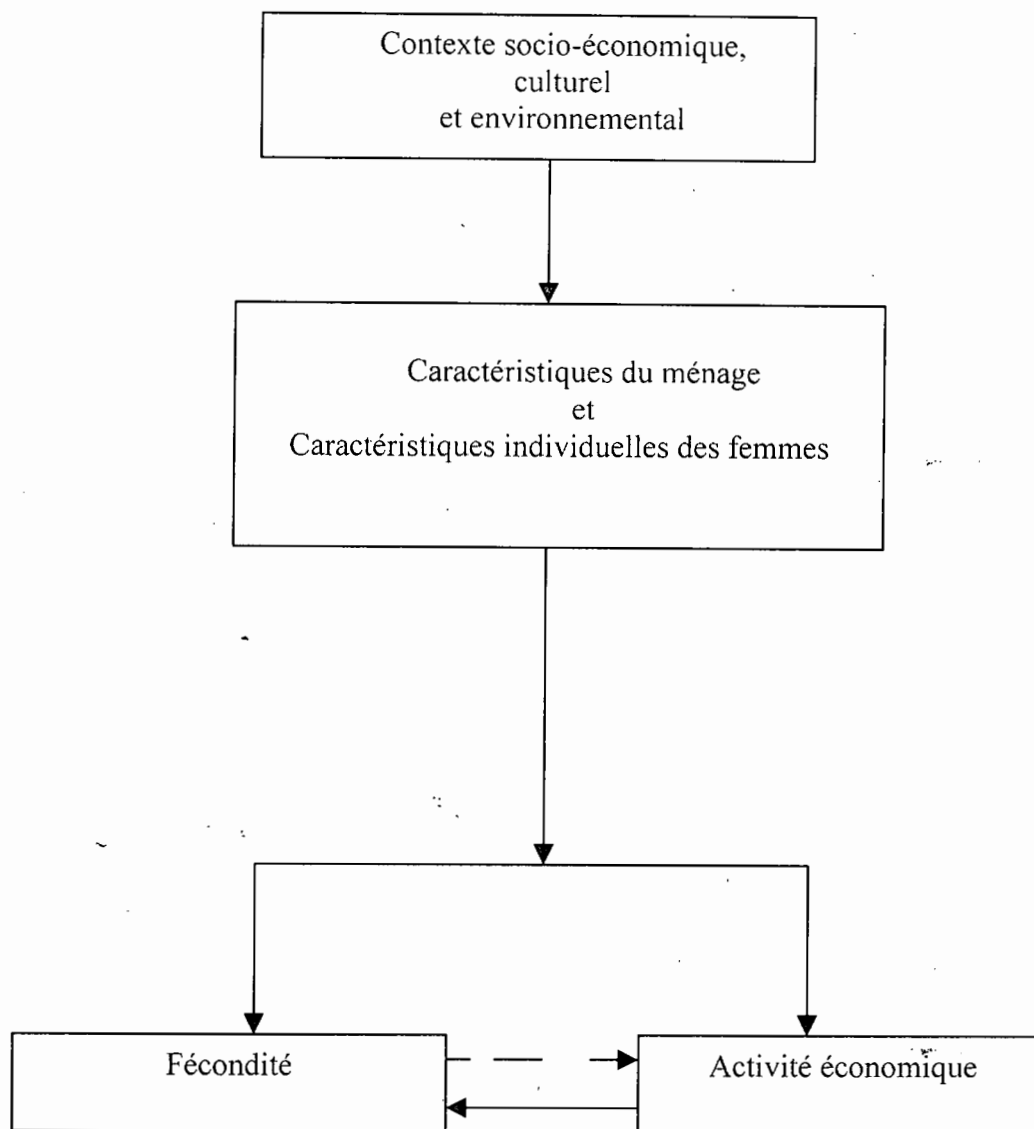 Contexte socio-économique,
culturel
et environnemental
Caractéristiques du ménage
et
Caractéristiques individuelles des femmes
Fécondité
Activité économique